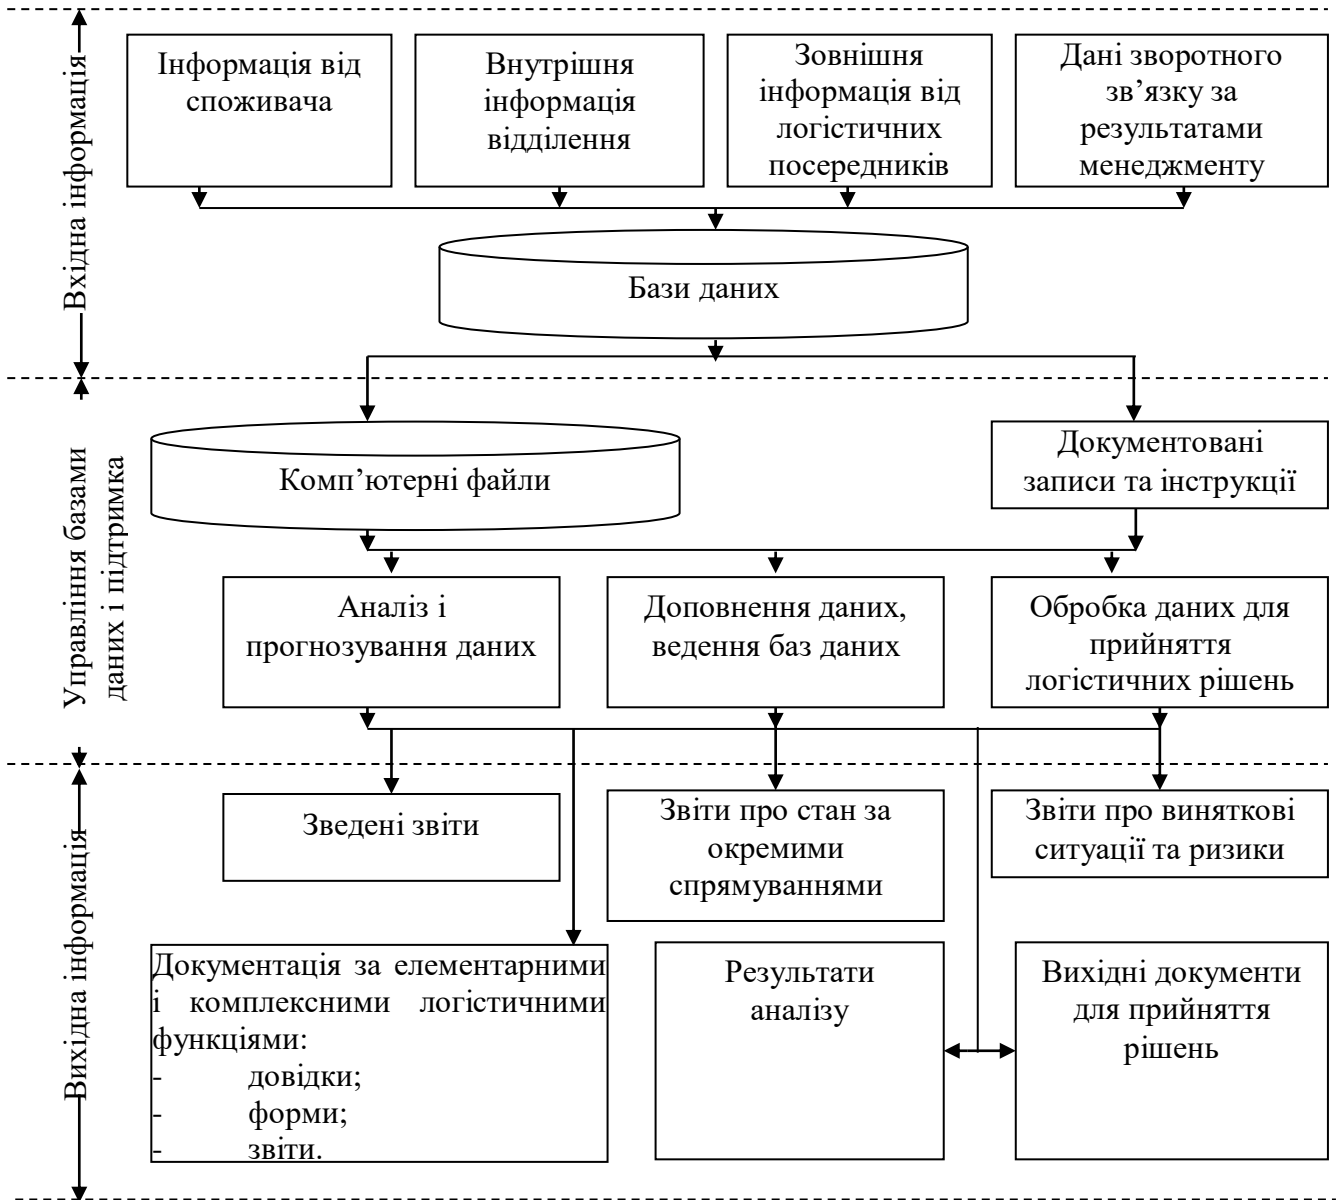 Вхідна інформація
Інформація від
споживача
Внутрішня
інформація
відділення
Зовнішня
інформація від
логістичних
посередників
Дані зворотного
зв’язку за
результатами
менеджменту
Бази даних
Управління базами
даних і підтримка
Комп’ютерні файли
Документовані
записи та інструкції
Аналіз і
прогнозування даних
Доповнення даних,
ведення баз даних
Обробка даних для
прийняття
логістичних рішень
Вихідна інформація
Зведені звіти
Звіти про стан за
окремими
спрямуваннями
Звіти про виняткові
ситуації та ризики
Документація за елементарними
і комплексними логістичними
функціями:
- довідки;
- форми;
- звіти.
Результати
аналізу
Вихідні документи
для прийняття
рішень